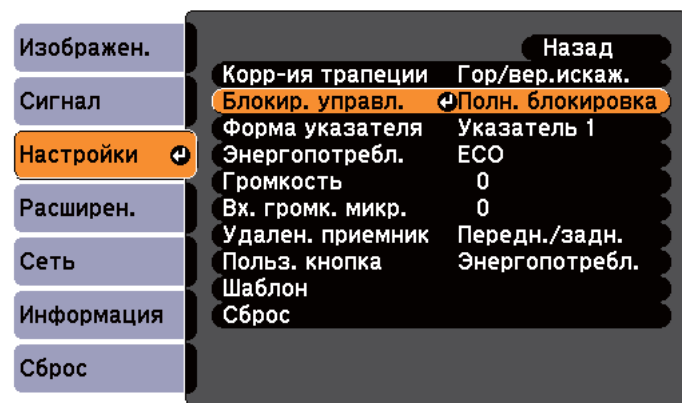 Изображен.
Сигнал
Настройки
Расширен.
Сеть
Информация
Сброс
Назад
Корр-ия трапеции Гор/вер.искаж.
Блокир. управл. Полн. блокировка
Форма указателя Указатель 1
Энергопотребл. ECO
Громкость 0
Вх. громк. микр. 0
Удален. приемник Передн./задн.
Польз. кнопка Энергопотребл.
Шаблон
Сброс